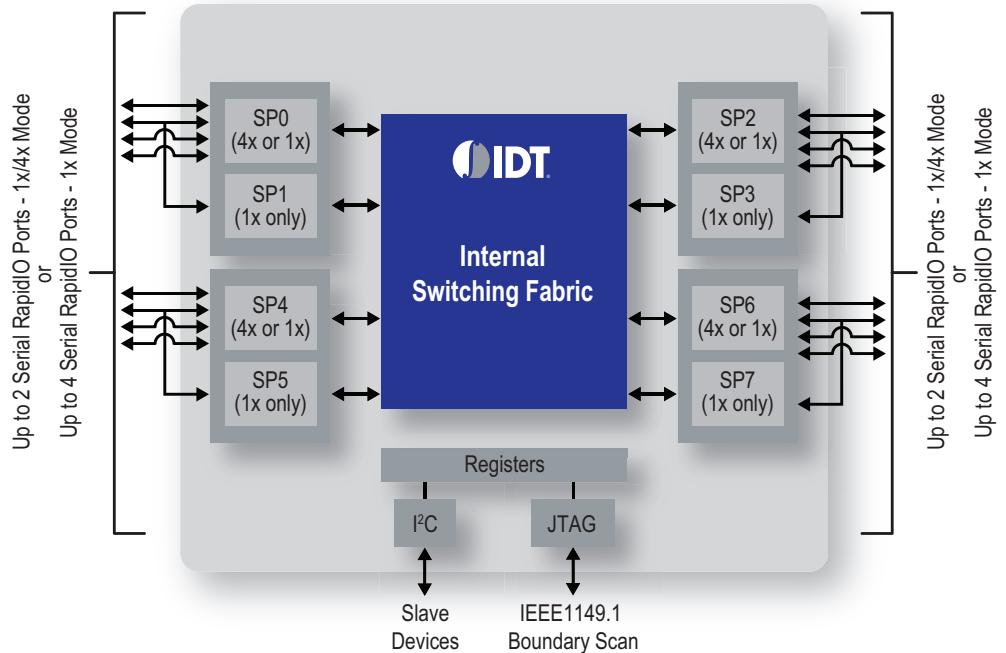 Up to 2 Serial RapidIO Ports - 1x/4x Mode
or
Up to 4 Serial RapidIO Ports - 1x Mode
SP0
(4x or 1x)
SP1
(1x only)
SP4
(4x or 1x)
SP5
(1x only)
IDT.
Internal
Switching Fabric
SP2
(4x or 1x)
SP3
(1x only)
SP6
(4x or 1x)
SP7
(1x only)
Up to 2 Serial RapidIO Ports - 1x/4x Mode
or
Up to 4 Serial RapidIO Ports - 1x Mode
Registers
I²C
JTAG
Slave
Devices
IEEE1149.1
Boundary Scan